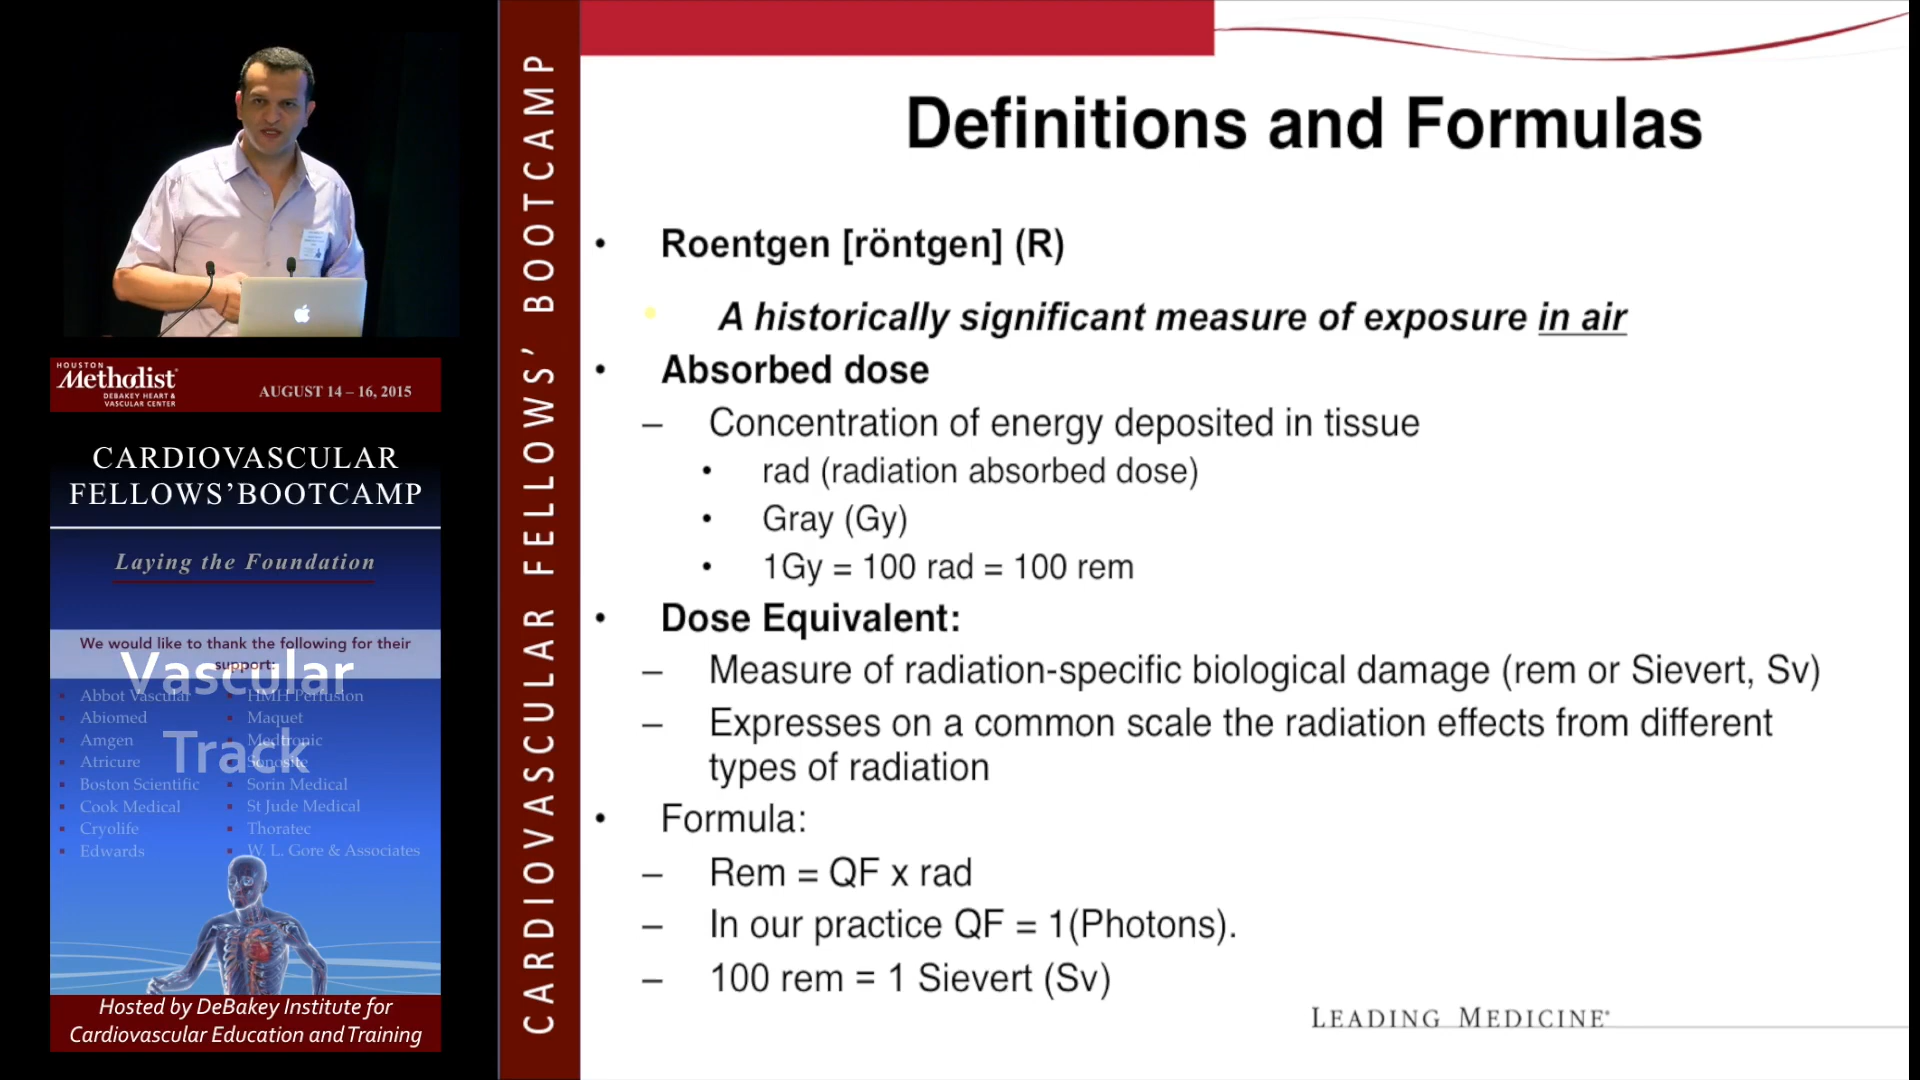 HOUSTON
Methodist
DEBAKEY HEART &
VASCULAR CENTER
AUGUST 14 – 16, 2015
CARDIOVASCULAR
FELLOWS’BOOTCAMP
Laying the Foundation
We would like to thank the following for their
support:
Vascular
Track
▪ Abbot Vascular
▪ Abiomed
▪ Amgen
▪ Atricure
▪ Boston Scientific
▪ Cook Medical
▪ Cryolife
▪ Edwards
▪ HMH Perfusion
▪ Maquet
▪ Medtronic
▪ Sonosite
▪ Sorin Medical
▪ St Jude Medical
▪ Thoratec
▪ W. L. Gore & Associates
Hosted by DeBakey Institute for
Cardiovascular Education and Training
CARDIOVASCULAR FELLOWS’ BOOTCAMP
Definitions and Formulas
• Roentgen [röntgen] (R)
• A historically significant measure of exposure in air
• Absorbed dose
– Concentration of energy deposited in tissue
• rad (radiation absorbed dose)
• Gray (Gy)
• 1Gy = 100 rad = 100 rem
• Dose Equivalent:
– Measure of radiation-specific biological damage (rem or Sievert, Sv)
– Expresses on a common scale the radiation effects from different
types of radiation
• Formula:
– Rem = QF x rad
– In our practice QF = 1(Photons).
– 100 rem = 1 Sievert (Sv)
LEADING MEDICINE